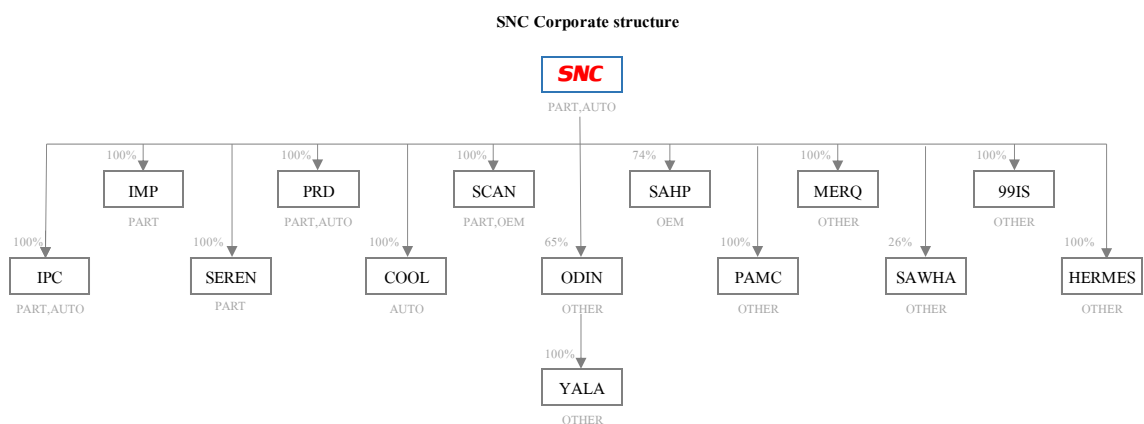 SNC Corporate structure
SNC
PART,AUTO
100% 100% 100% 74% 100% 100%
IMP PRD SCAN SAHP MERQ 99IS
PART PART,AUTO PART,OEM OEM OTHER OTHER
100% 100% 100% 65% 100% 26% 100%
IPC SEREN COOL ODIN PAMC SAWHA HERMES
PART,AUTO PART AUTO OTHER OTHER OTHER OTHER
100%
YALA
OTHER